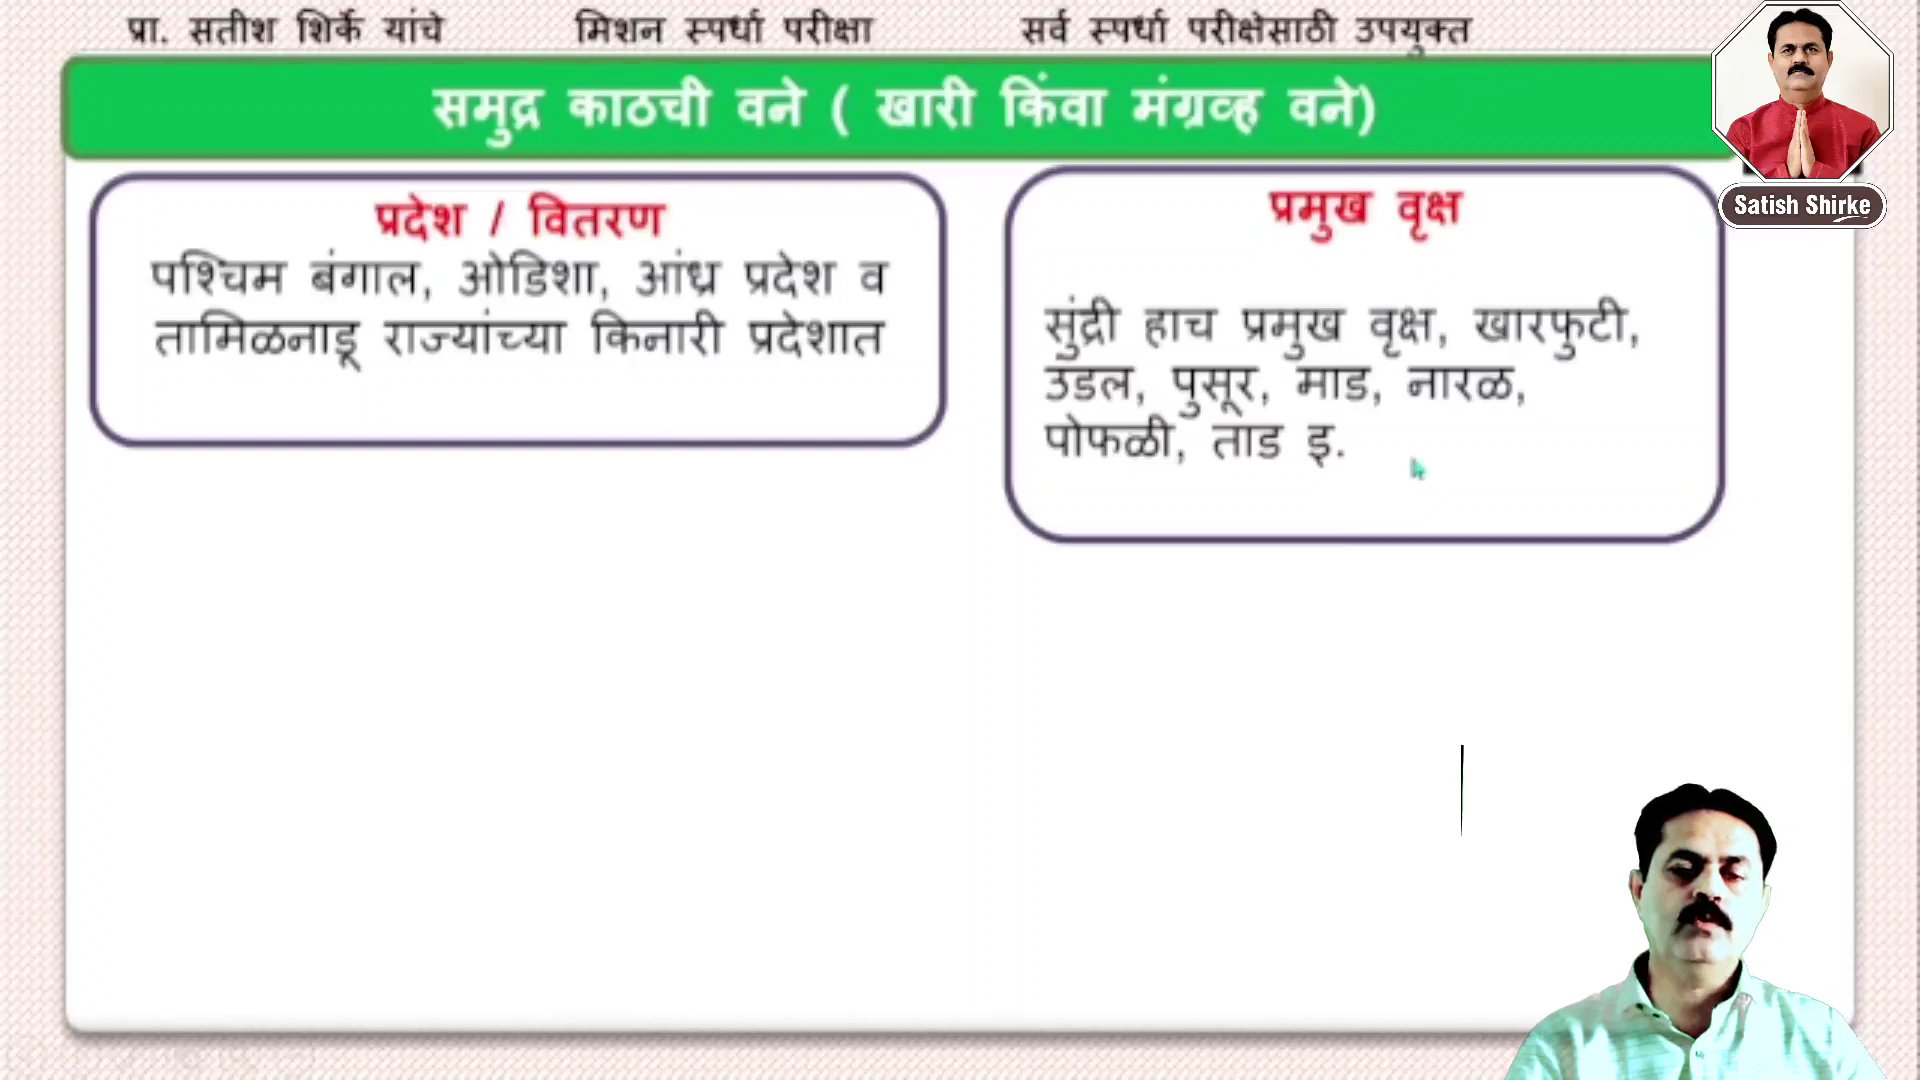 प्रा. सतीश शिर्के यांचे मिशन स्पर्धा परीक्षा सर्व स्पर्धा परीक्षेसाठी उपयुक्त
समुद्र काठची वने ( खारी किंवा मंग्रव्ह वने)
Satish Shirke
प्रदेश / वितरण
पश्चिम बंगाल, ओडिशा, आंध्र प्रदेश व
तामिळनाडू राज्यांच्या किनारी प्रदेशात
प्रमुख वृक्ष
सुंद्री हाच प्रमुख वृक्ष, खारफुटी,
उंडल, पुसूर, माड, नारळ,
पोफळी, ताड इ.